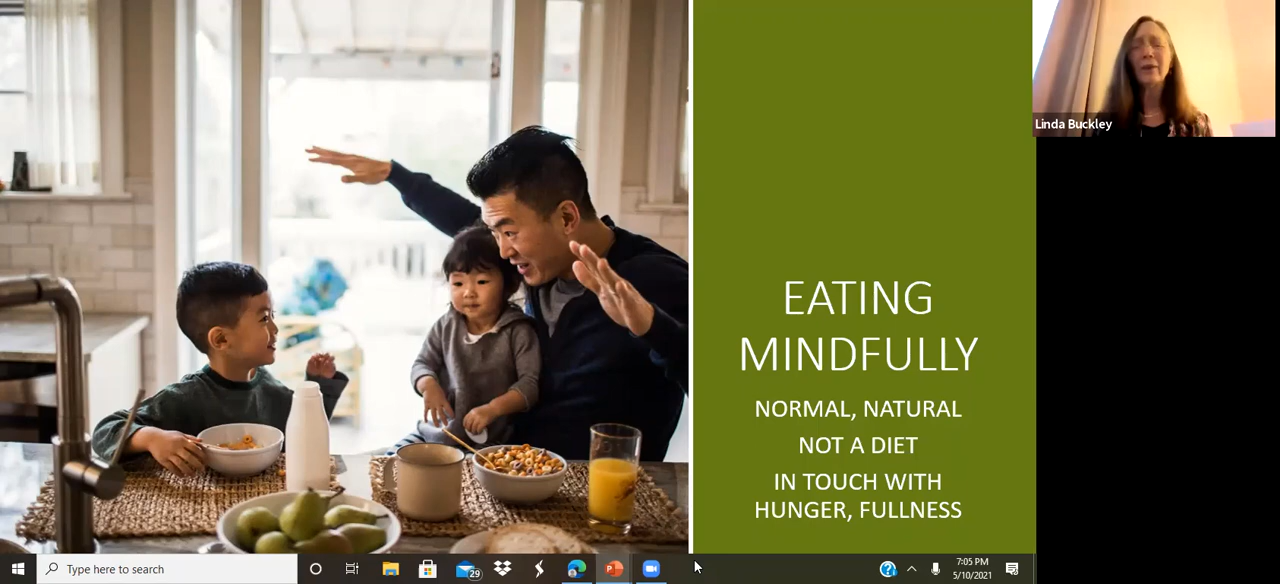 EATING
MINDFULLY
NORMAL, NATURAL
NOT A DIET
IN TOUCH WITH
HUNGER, FULLNESS
Linda Buckley
Type here to search
29
7:05 PM
5/10/2021